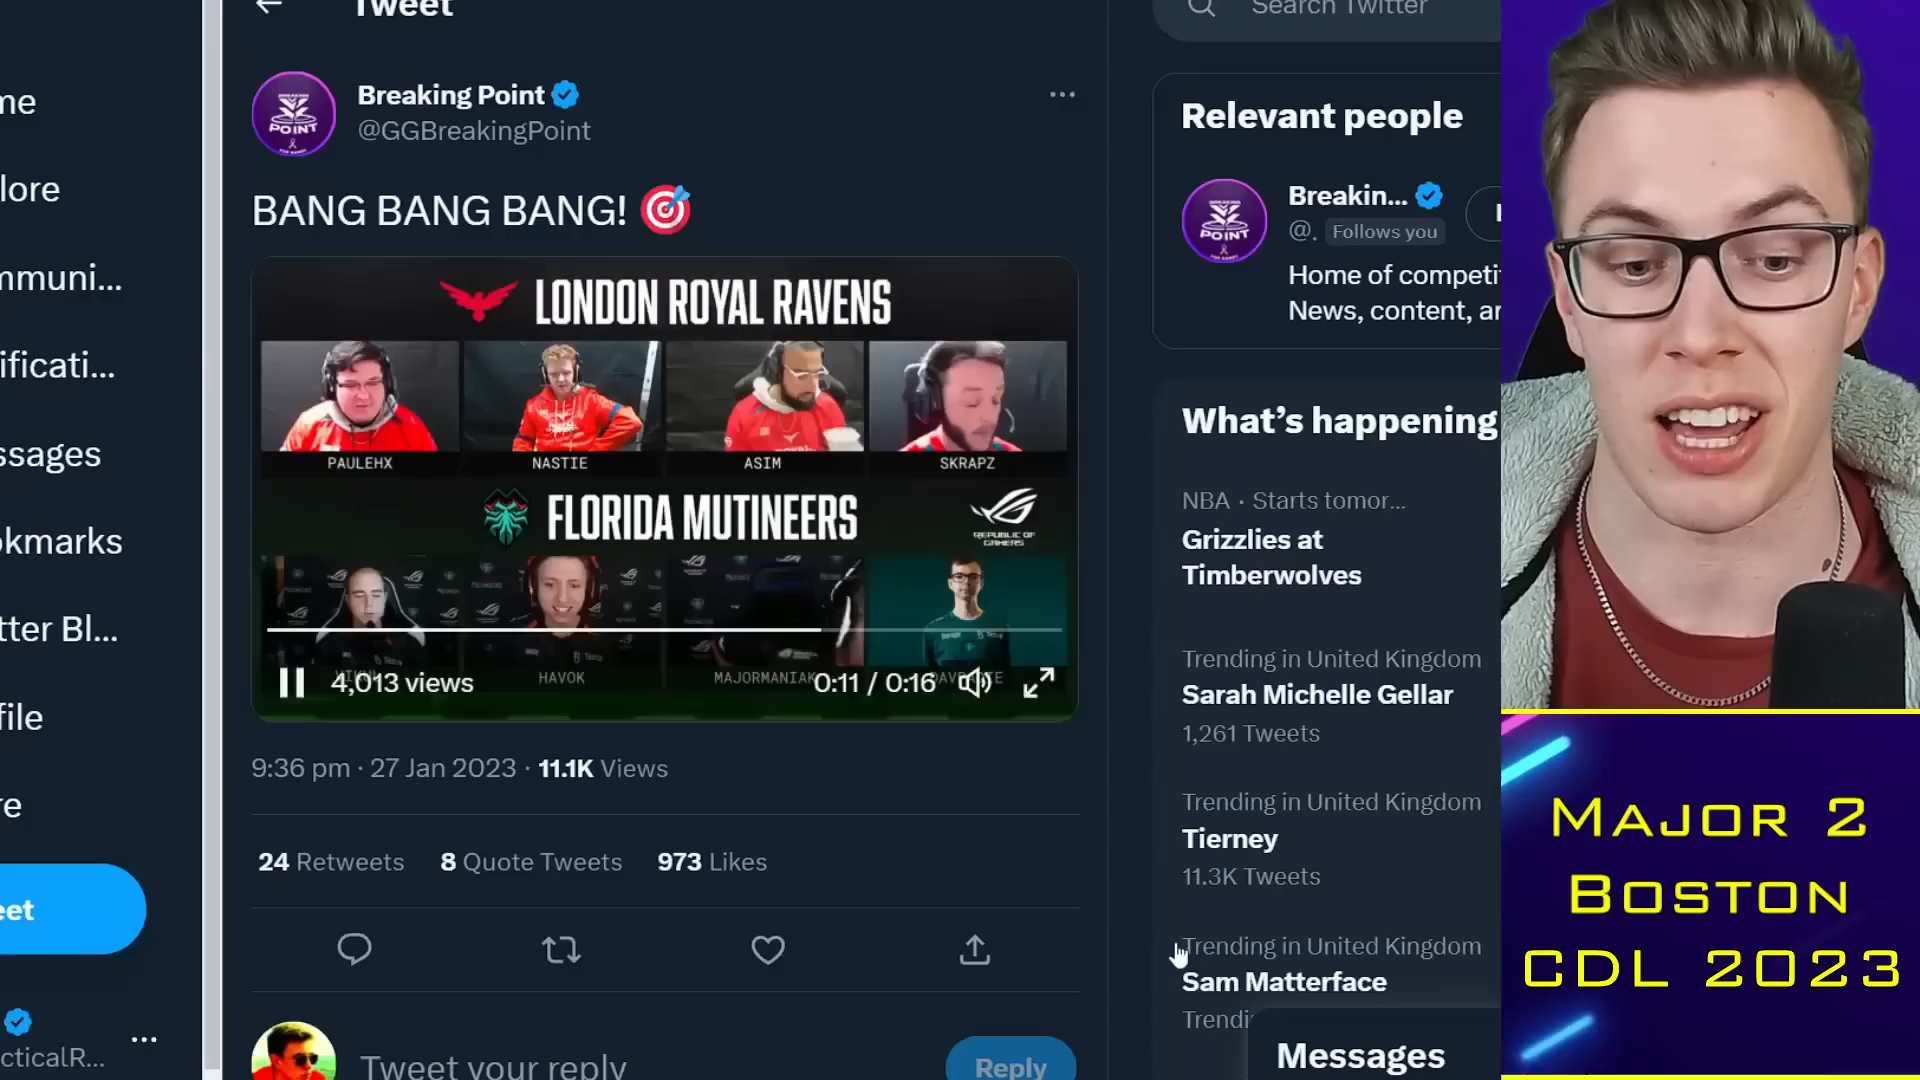 Tweet
Search Twitter
me
lore
mmuni...
ificati...
ssages
okmarks
tter Bl...
file
re
eet
cticalR...
POINT
Breaking Point
@GGBreakingPoint
BANG BANG BANG!
LONDON ROYAL RAVENS
PAULEHX
NASTIE
ASIM
SKRAPZ
FLORIDA MUTINEERS
REPUBLIC OF
GAMERS
HAVOK
MAJORMANIAK
4,013 views
0:11 / 0:16
9:36 pm · 27 Jan 2023 · 11.1K Views
24 Retweets 8 Quote Tweets 973 Likes
Tweet your reply
Reply
Relevant people
POINT
Breakin...
@. Follows you
Home of competi
News, content, ar
What's happening
NBA · Starts tomor...
Grizzlies at
Timberwolves
Trending in United Kingdom
Sarah Michelle Gellar
1,261 Tweets
Trending in United Kingdom
Tierney
11.3K Tweets
Trending in United Kingdom
Sam Matterface
Trendi
Messages
MAJOR 2
BOSTON
CDL 2023